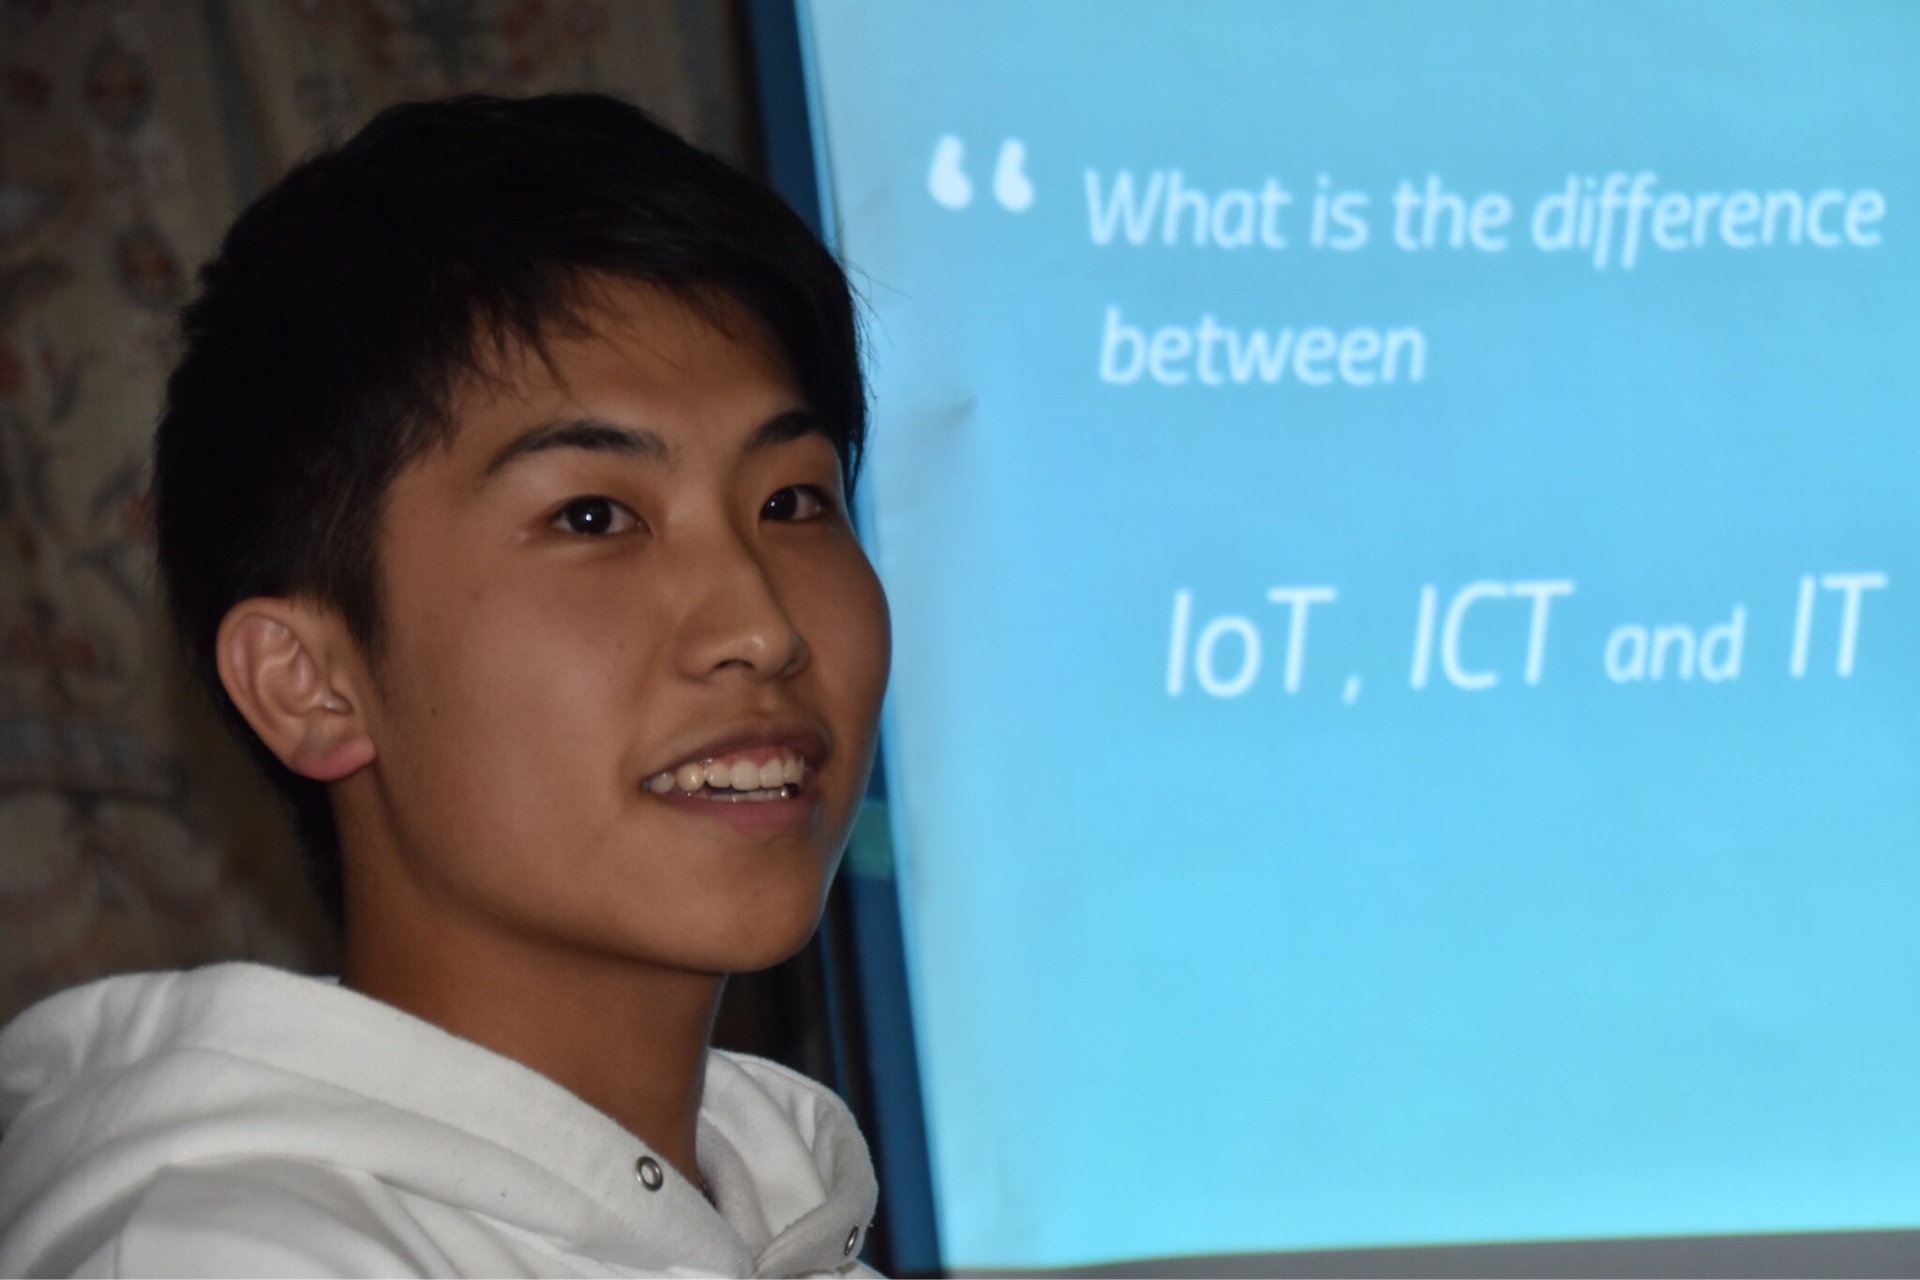 “ What is the difference
between
IoT, ICT and IT